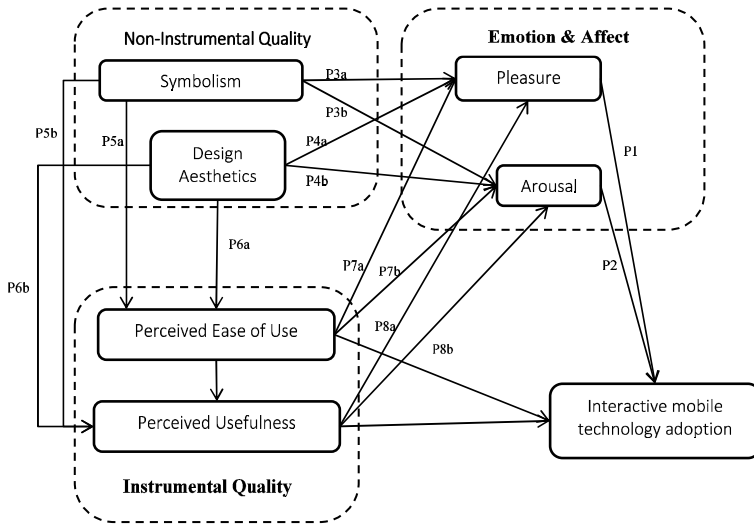 Non-Instrumental Quality
Emotion & Affect
Symbolism
P3a
Pleasure
P5b
P5a
P3b
P4a
Design
Aesthetics
P4b
Arousal
P1
P6a
P2
P6b
P7a
P7b
Perceived Ease of Use
P8a
P8b
Perceived Usefulness
Interactive mobile
technology adoption
Instrumental Quality